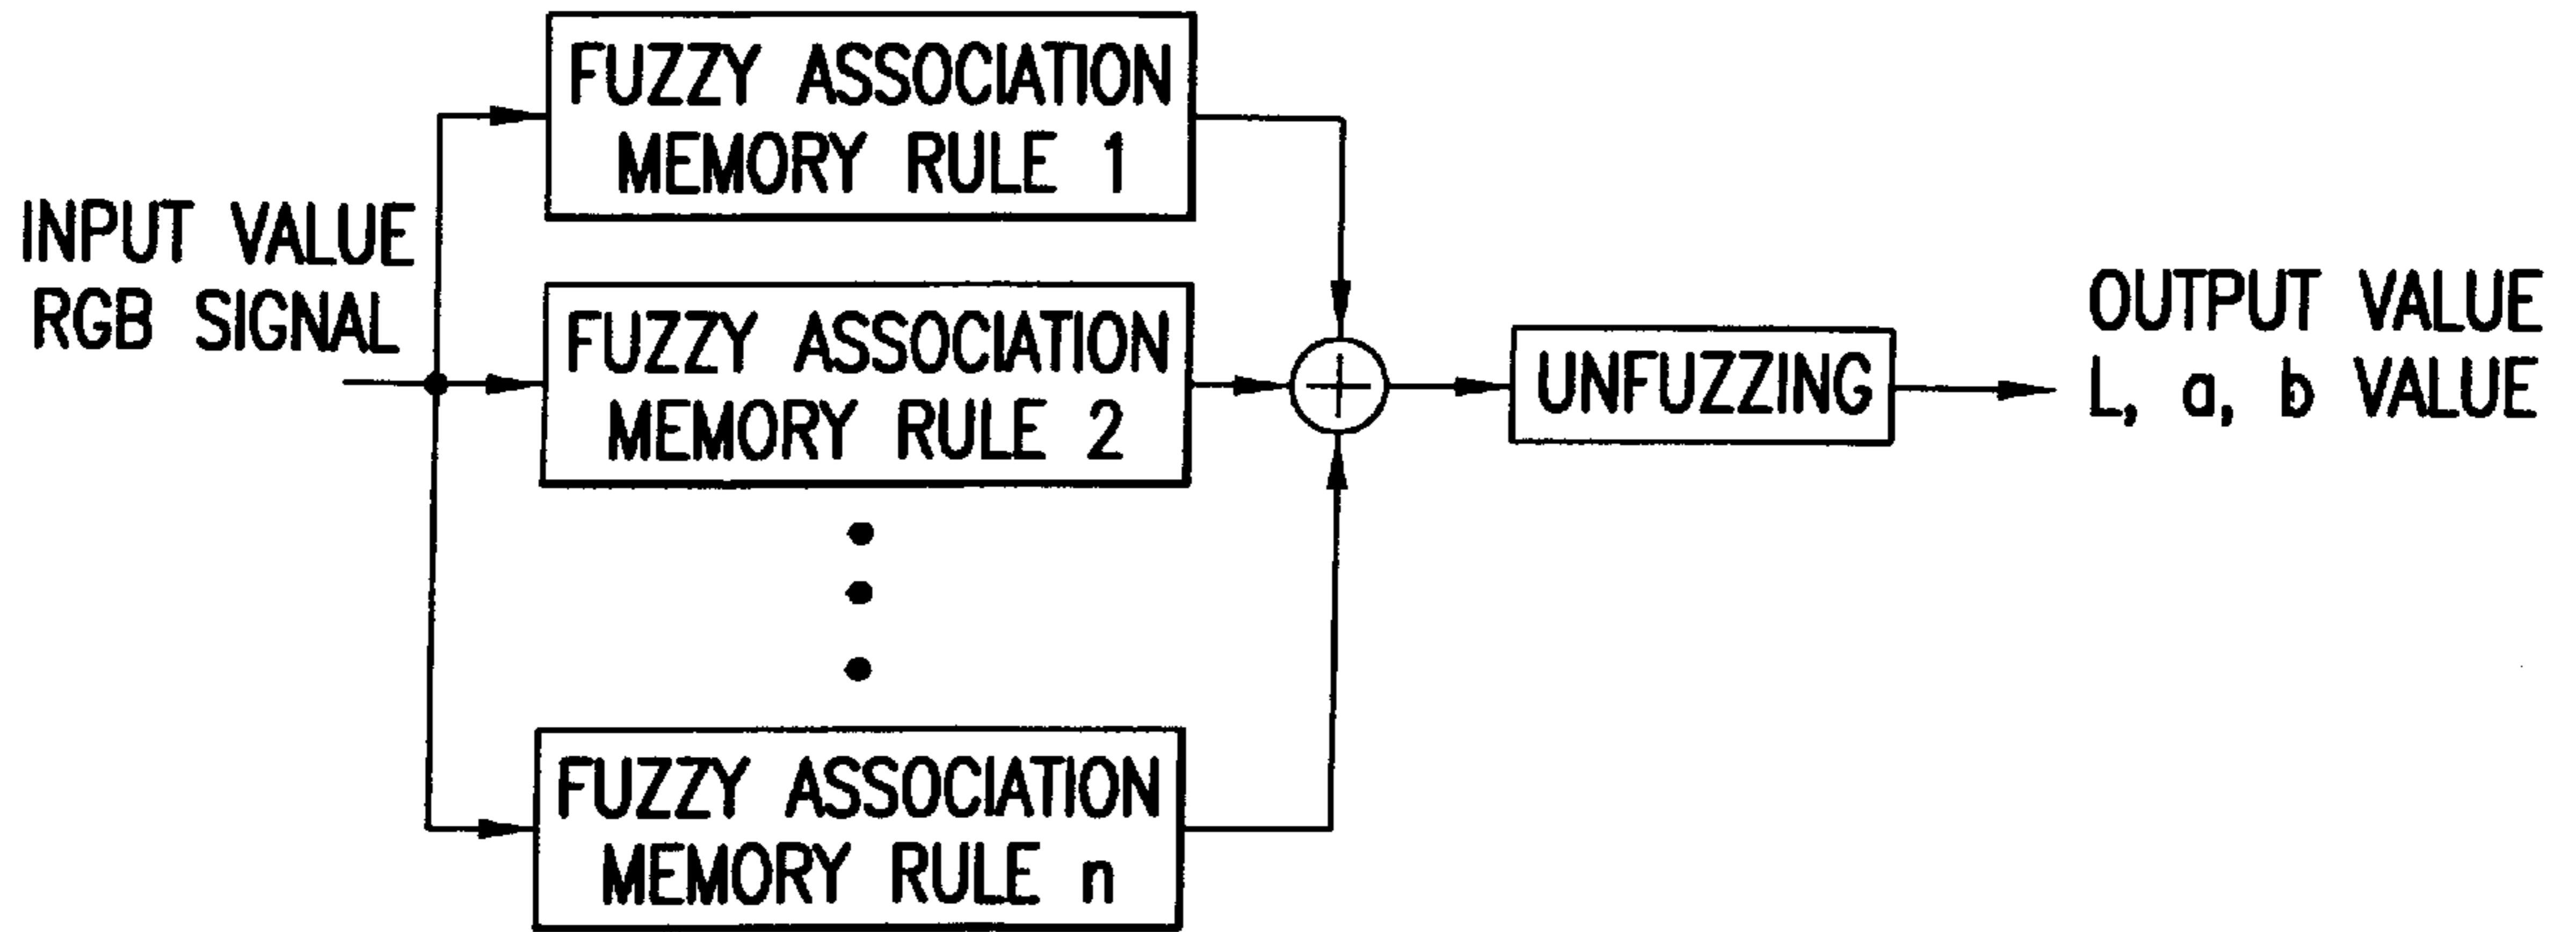 INPUT VALUE
RGB SIGNAL
FUZZY ASSOCIATION
MEMORY RULE 1
FUZZY ASSOCIATION
MEMORY RULE 2
FUZZY ASSOCIATION
MEMORY RULE n
UNFUZZING
OUTPUT VALUE
L, a, b VALUE